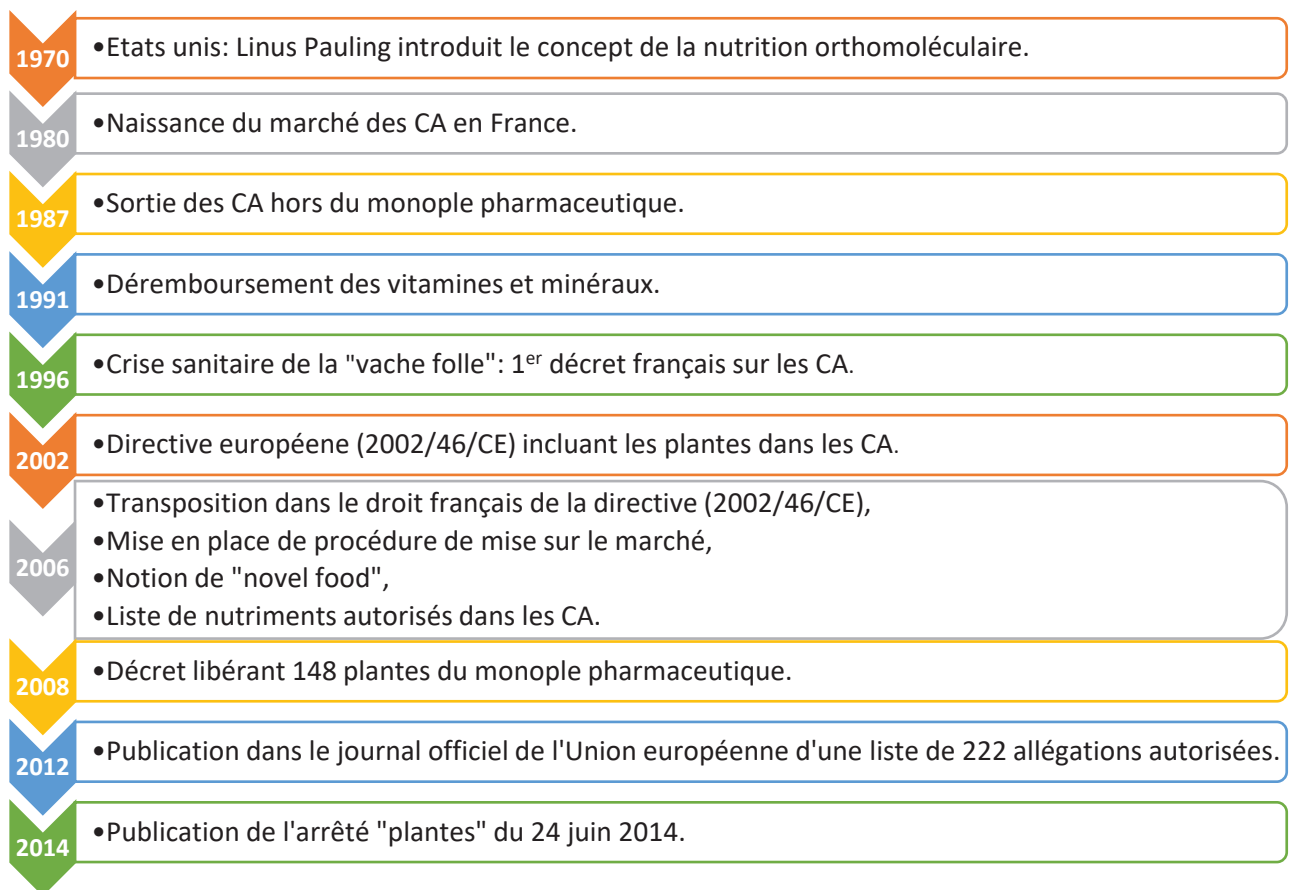 1970
•Etats unis: Linus Pauling introduit le concept de la nutrition orthomoléculaire.
1980
•Naissance du marché des CA en France.
1987
•Sortie des CA hors du monople pharmaceutique.
1991
•Déremboursement des vitamines et minéraux.
1996
•Crise sanitaire de la "vache folle": 1er décret français sur les CA.
2002
•Directive européene (2002/46/CE) incluant les plantes dans les CA.
2006
•Transposition dans le droit français de la directive (2002/46/CE),
•Mise en place de procédure de mise sur le marché,
•Notion de "novel food",
•Liste de nutriments autorisés dans les CA.
2008
•Décret libérant 148 plantes du monople pharmaceutique.
2012
•Publication dans le journal officiel de l'Union européenne d'une liste de 222 allégations autorisées.
2014
•Publication de l'arrêté "plantes" du 24 juin 2014.